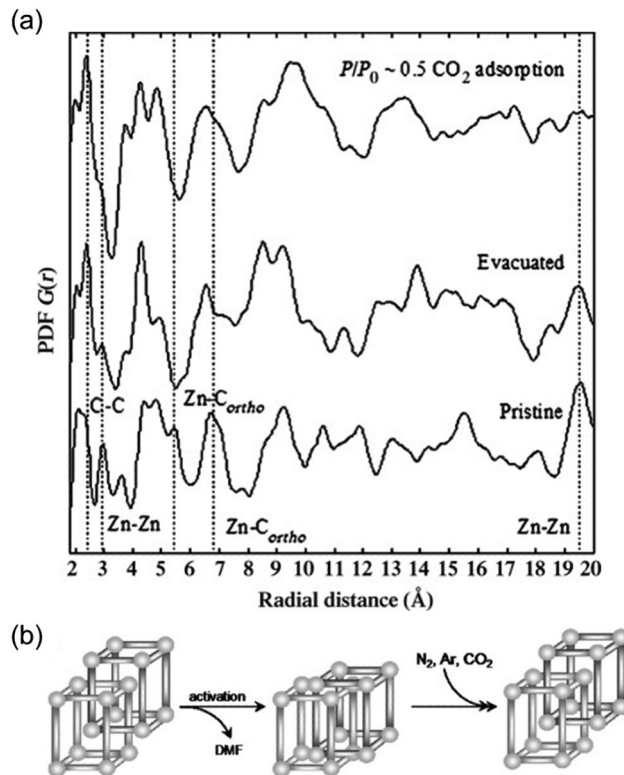 (a)
P/P0 ~ 0.5 CO2 adsorption
Evacuated
PDF G(r)
C-C
Zn-Cortho
Pristine
Zn-Zn
Zn-Cortho
Zn-Zn
2 3 4 5 6 7 8 9 10 11 12 13 14 15 16 17 18 19 20
Radial distance (Å)
(b)
N2, Ar, CO2
activation
DMF